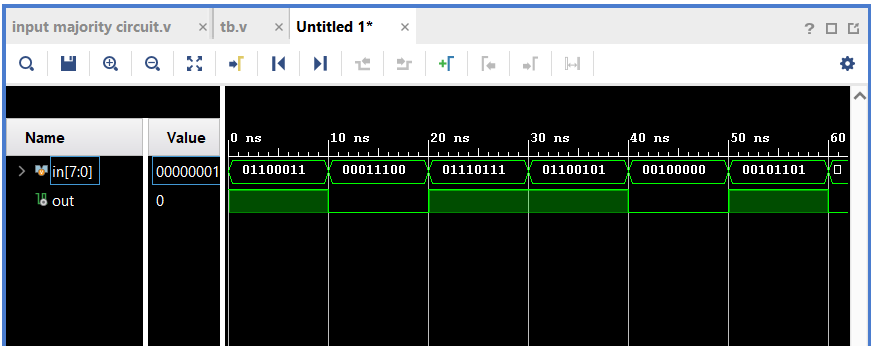 input majority circuit.v × tb.v × Untitled 1* ×
?
Name Value
0 ns 10 ns 20 ns 30 ns 40 ns 50 ns 60
in[7:0] 00000001 01100011 00011100 01110111 01100101 00100000 00101101
out 0